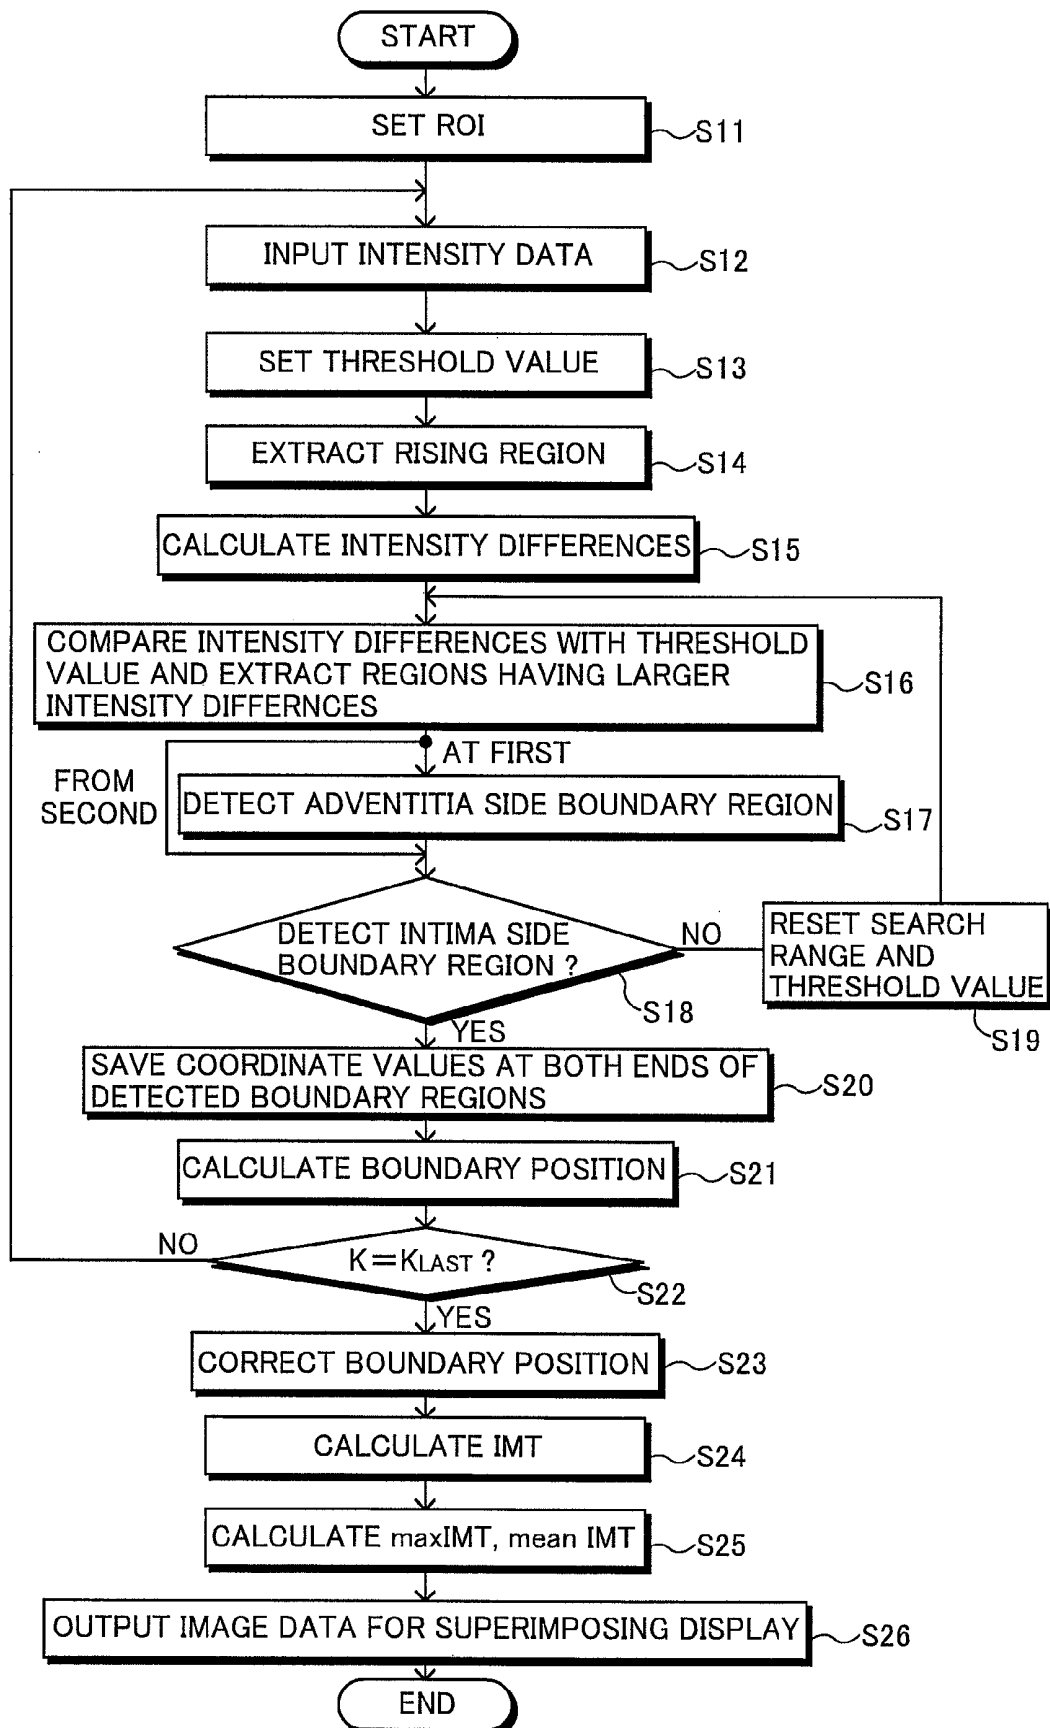 START
SET ROI
S11
INPUT INTENSITY DATA
S12
SET THRESHOLD VALUE
S13
EXTRACT RISING REGION
S14
CALCULATE INTENSITY DIFFERENCES
S15
COMPARE INTENSITY DIFFERENCES WITH THRESHOLD
VALUE AND EXTRACT REGIONS HAVING LARGER
INTENSITY DIFFERNCES
S16
AT FIRST
FROM
SECOND
DETECT ADVENTITIA SIDE BOUNDARY REGION
S17
DETECT INTIMA SIDE
BOUNDARY REGION ?
S18
NO
RESET SEARCH
RANGE AND
THRESHOLD VALUE
S19
YES
SAVE COORDINATE VALUES AT BOTH ENDS OF
DETECTED BOUNDARY REGIONS
S20
CALCULATE BOUNDARY POSITION
S21
NO
K=KLAST ?
S22
YES
CORRECT BOUNDARY POSITION
S23
CALCULATE IMT
S24
CALCULATE maxIMT, mean IMT
S25
OUTPUT IMAGE DATA FOR SUPERIMPOSING DISPLAY
S26
END